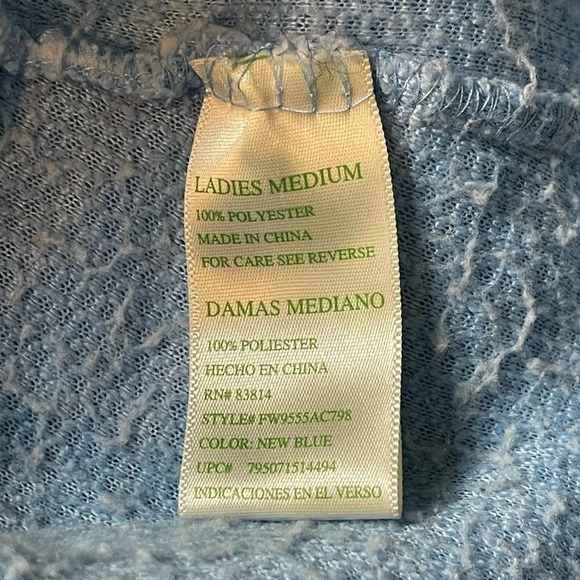 LADIES MEDIUM
100% POLYESTER
MADE IN CHINA
FOR CARE SEE REVERSE
DAMAS MEDIANO
100% POLIESTER
HECHO EN CHINA
RN# 83814
STYLE# FW9555AC798
COLOR: NEW BLUE
UPC# 795071514494
INDICACIONES EN EL VERSO